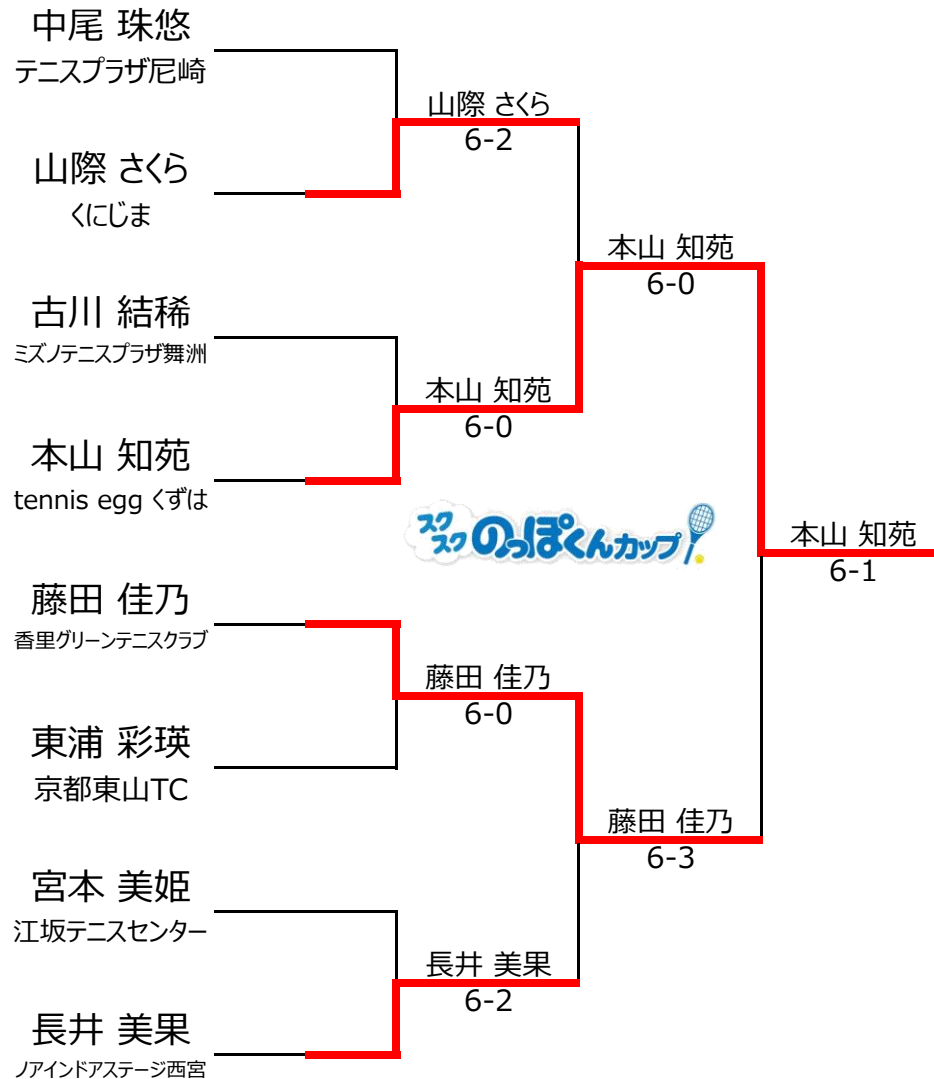 中尾 珠悠
テニスプラザ尼崎
山際 さくら
6-2
山際 さくら
くにじま
本山 知苑
6-0
古川 結稀
ミズノテニスプラザ舞洲
本山 知苑
6-0
本山 知苑
tennis egg くずは
スクスク のっぽくんカップ
本山 知苑
6-1
藤田 佳乃
香里グリーンテニスクラブ
藤田 佳乃
6-0
東浦 彩瑛
京都東山TC
藤田 佳乃
6-3
宮本 美姫
江坂テニスセンター
長井 美果
6-2
長井 美果
ノアインドアステージ西宮